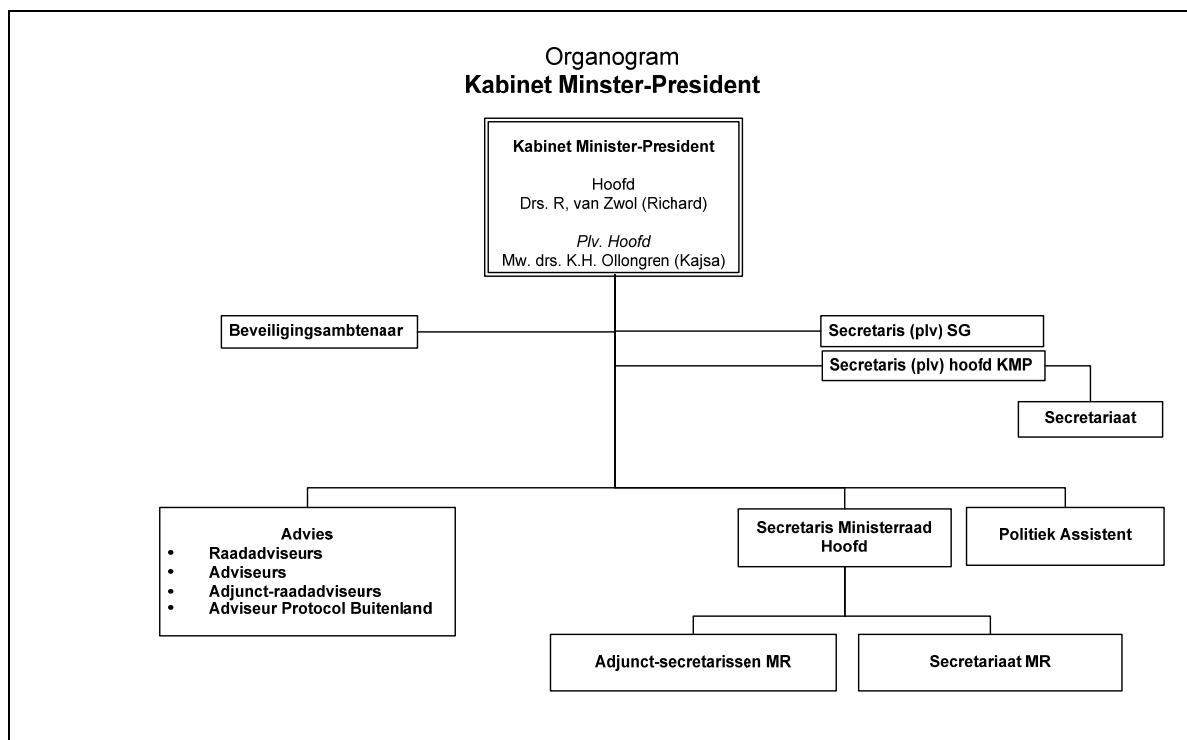 Organogram
Kabinet Minster-President
Kabinet Minister-President
Hoofd
Drs. R, van Zwol (Richard)
Plv. Hoofd
Mw. drs. K.H. Ollongren (Kajsa)
Beveiligingsambtenaar
Secretaris (plv) SG
Secretaris (plv) hoofd KMP
Secretariaat
Advies
• Raadadviseurs
• Adviseurs
• Adjunct-raadadviseurs
• Adviseur Protocol Buitenland
Secretaris Ministerraad
Hoofd
Politiek Assistent
Adjunct-secretarissen MR
Secretariaat MR